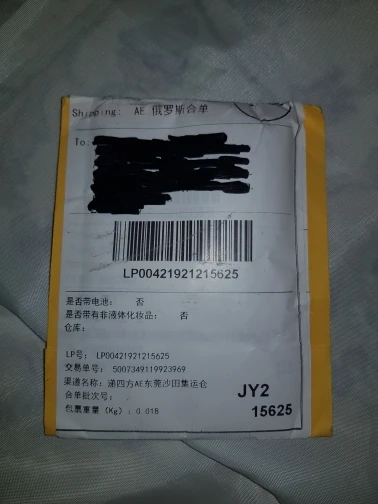 Shipping: AE 俄罗斯合单
To:
LP00421921215625
是否带电池： 否
是否带有非液体化妆品： 否
仓库：
LP号： LP00421921215625
交易单号： 5007349119923969
渠道名称：递四方AE东莞沙田集运仓
合单批次号：
包裹重量（Kg）：0.018
JY2
15625